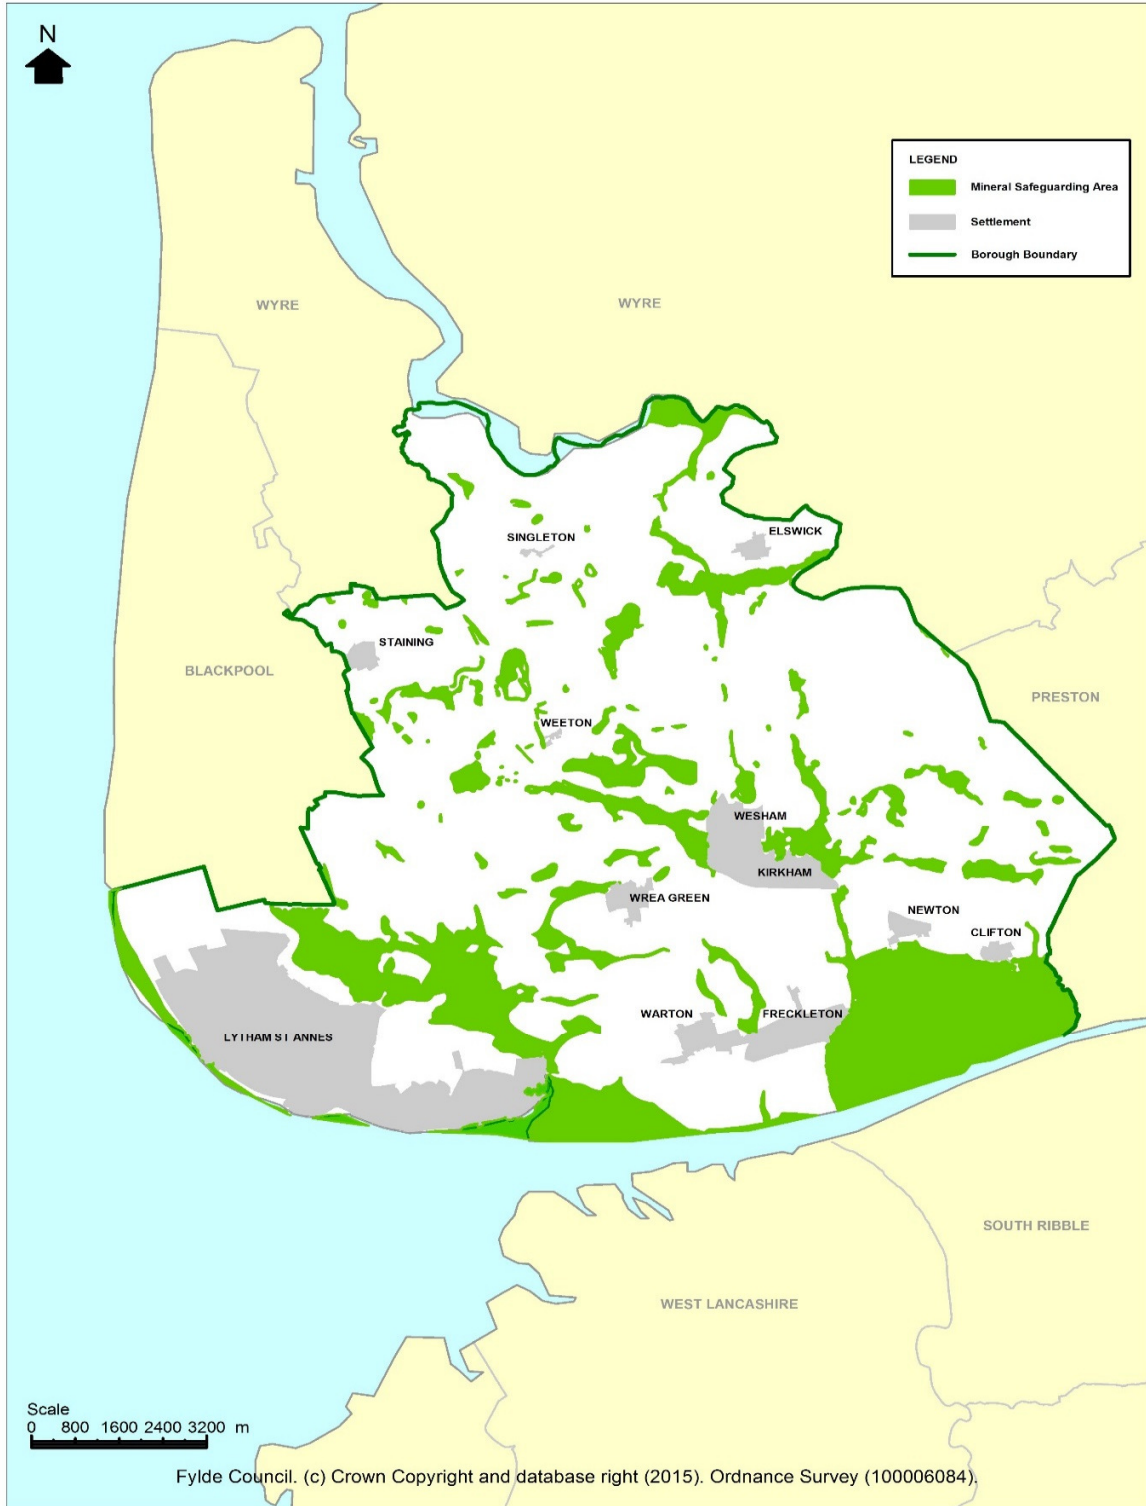 N
LEGEND
Mineral Safeguarding Area
Settlement
Borough Boundary
WYRE
WYRE
ELSWICK
SINGLETON
STAINING
BLACKPOOL
PRESTON
WEETON
WESHAM
KIRKHAM
WREA GREEN
NEWTON
CLIFTON
WARTON
FRECKLETON
LYTHAM ST ANNES
SOUTH RIBBLE
WEST LANCASHIRE
Scale
0 800 1600 2400 3200 m
Fylde Council. (c) Crown Copyright and database right (2015). Ordnance Survey (100006084).